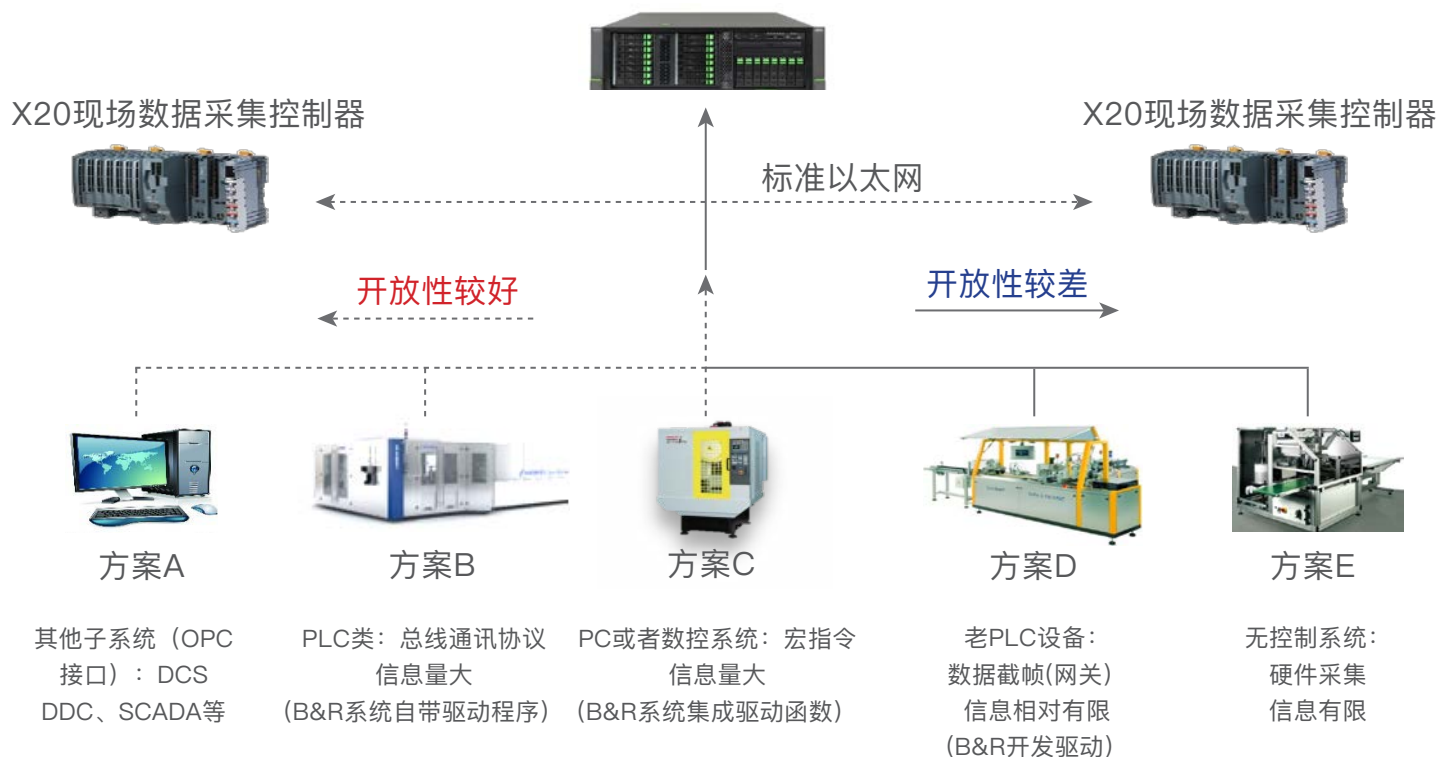 X20现场数据采集控制器
X20现场数据采集控制器
标准以太网
开放性较好
开放性较差
方案A
方案B
方案C
方案D
方案E
其他子系统（OPC
接口）：DCS
DDC、SCADA等
PLC类：总线通讯协议
信息量大
(B&R系统自带驱动程序)
PC或者数控系统：宏指令
信息量大
(B&R系统集成驱动函数)
老PLC设备：
数据截帧(网关)
信息相对有限
(B&R开发驱动)
无控制系统：
硬件采集
信息有限